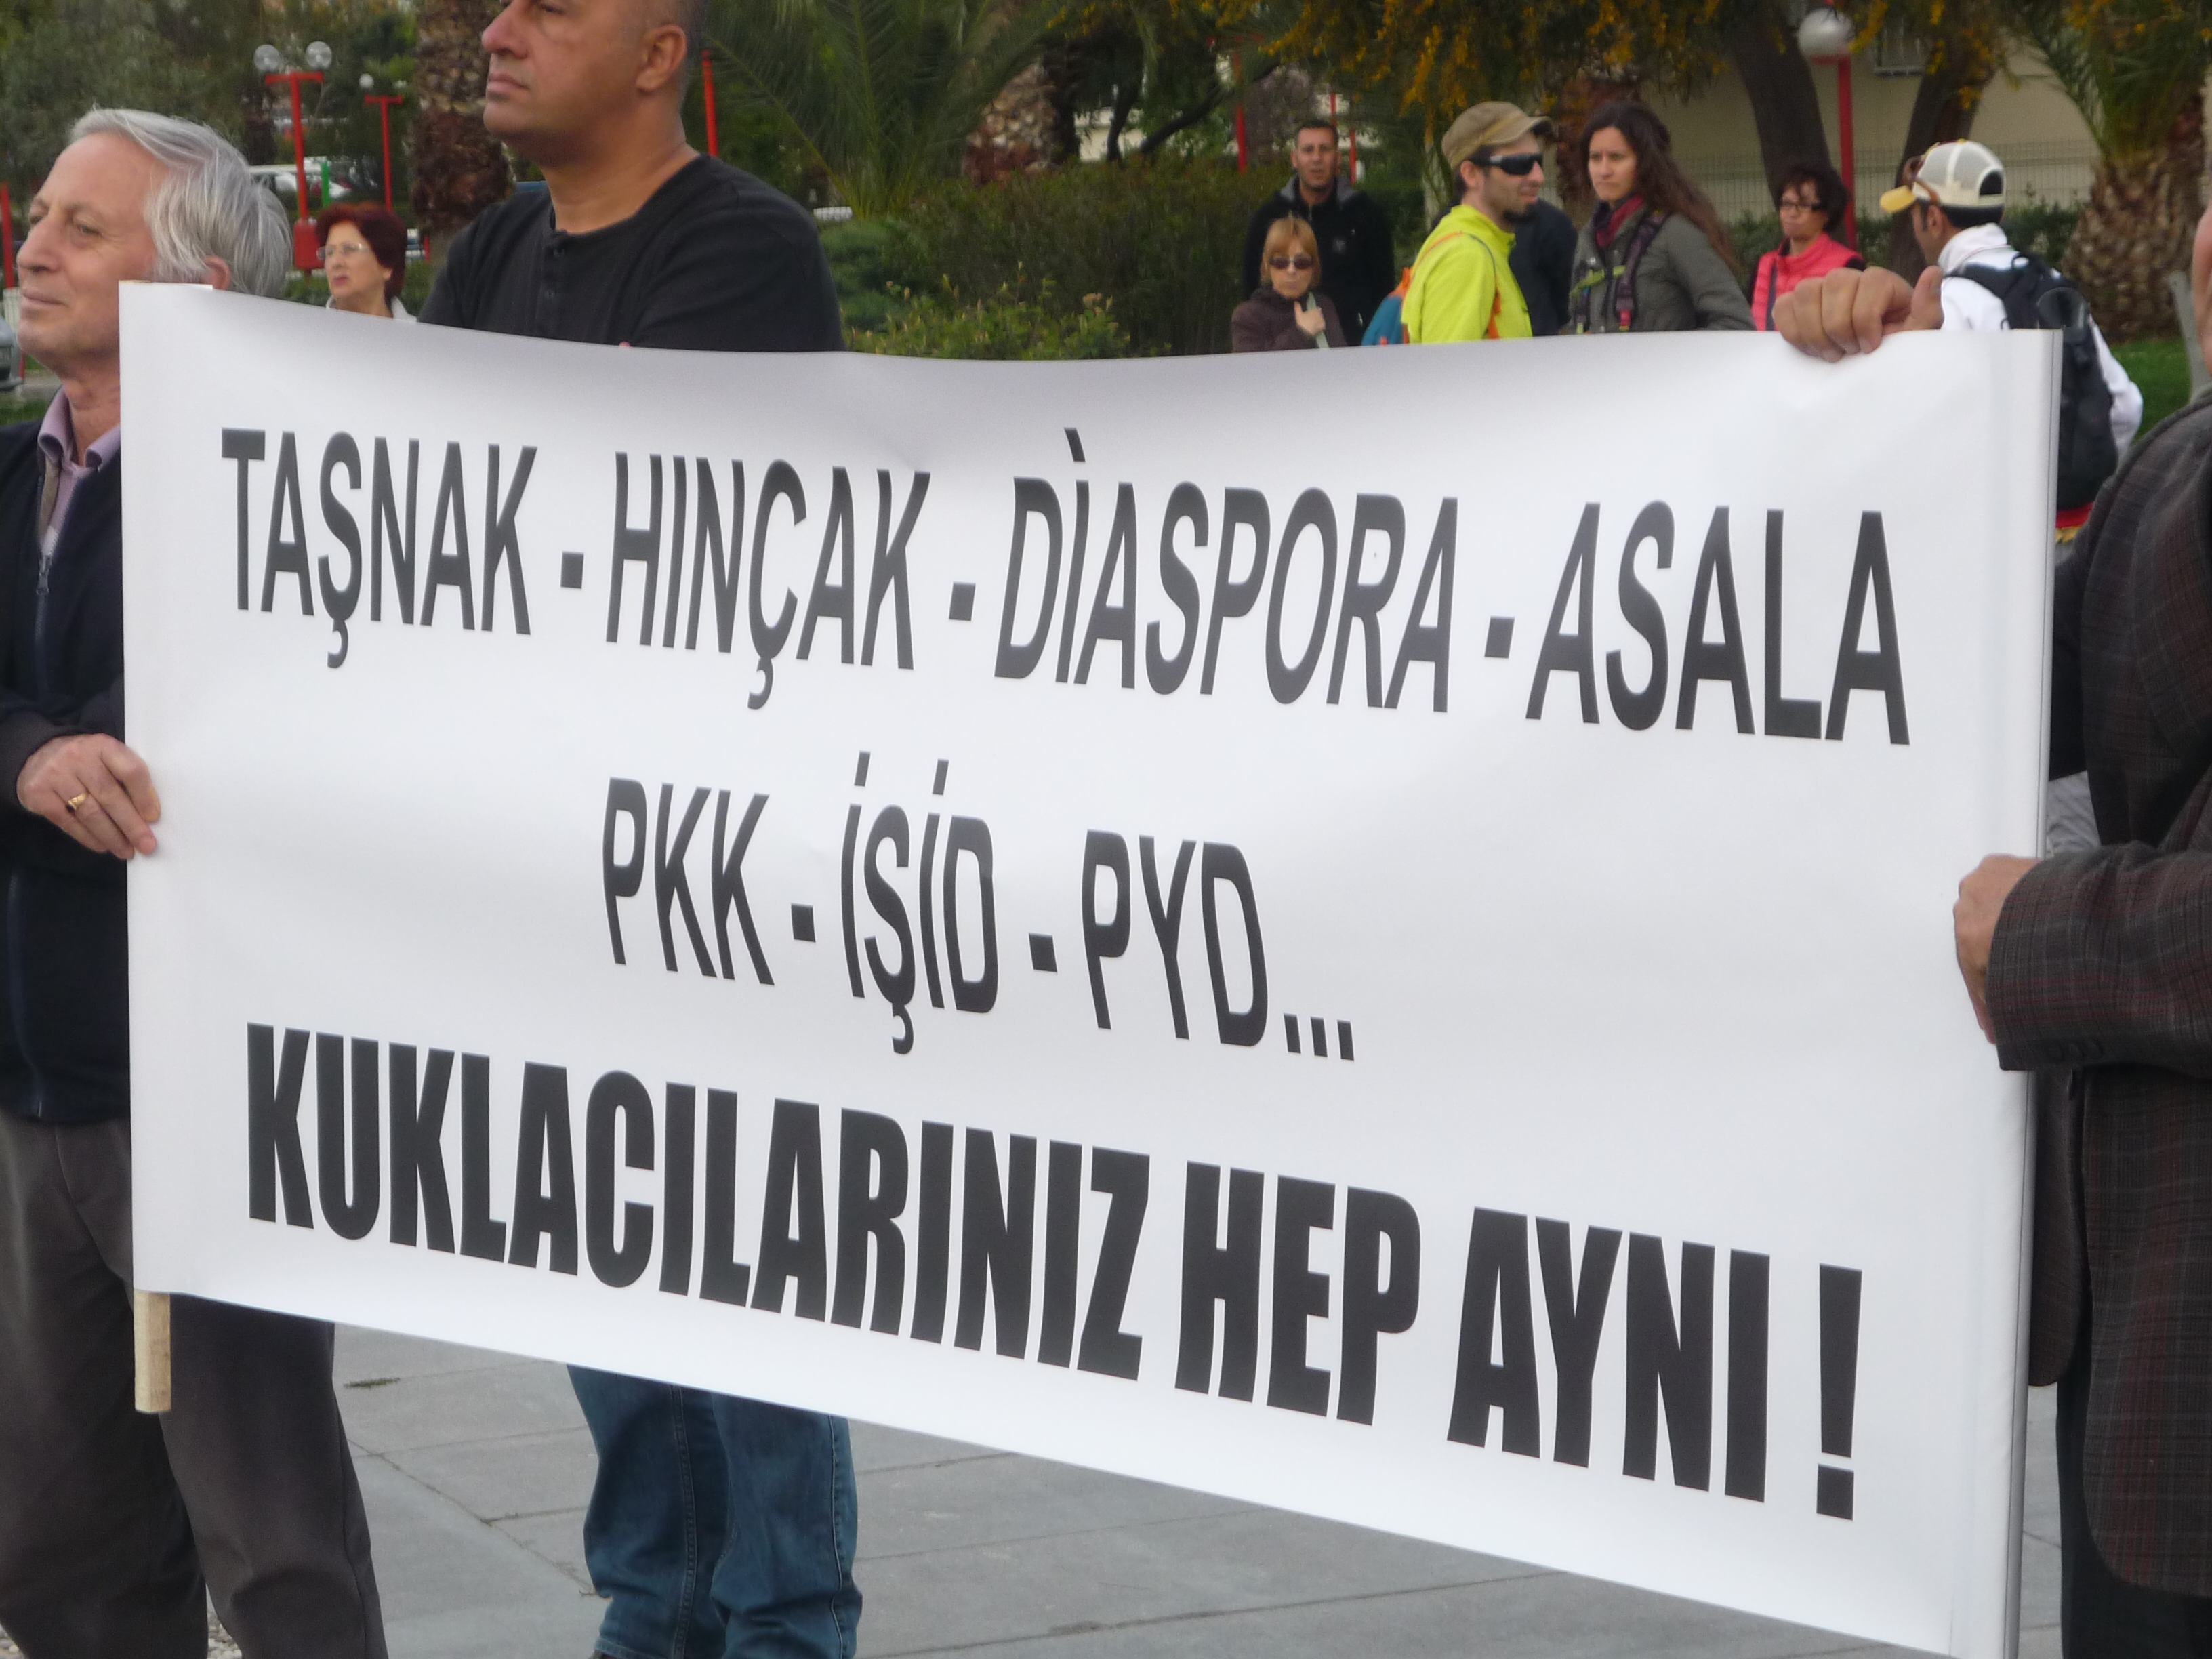 TAŞNAK - HINÇAK - DİASPORA - ASALA
PKK - İŞİD - PYD...
KUKLACILARINIZ HEP AYNI !